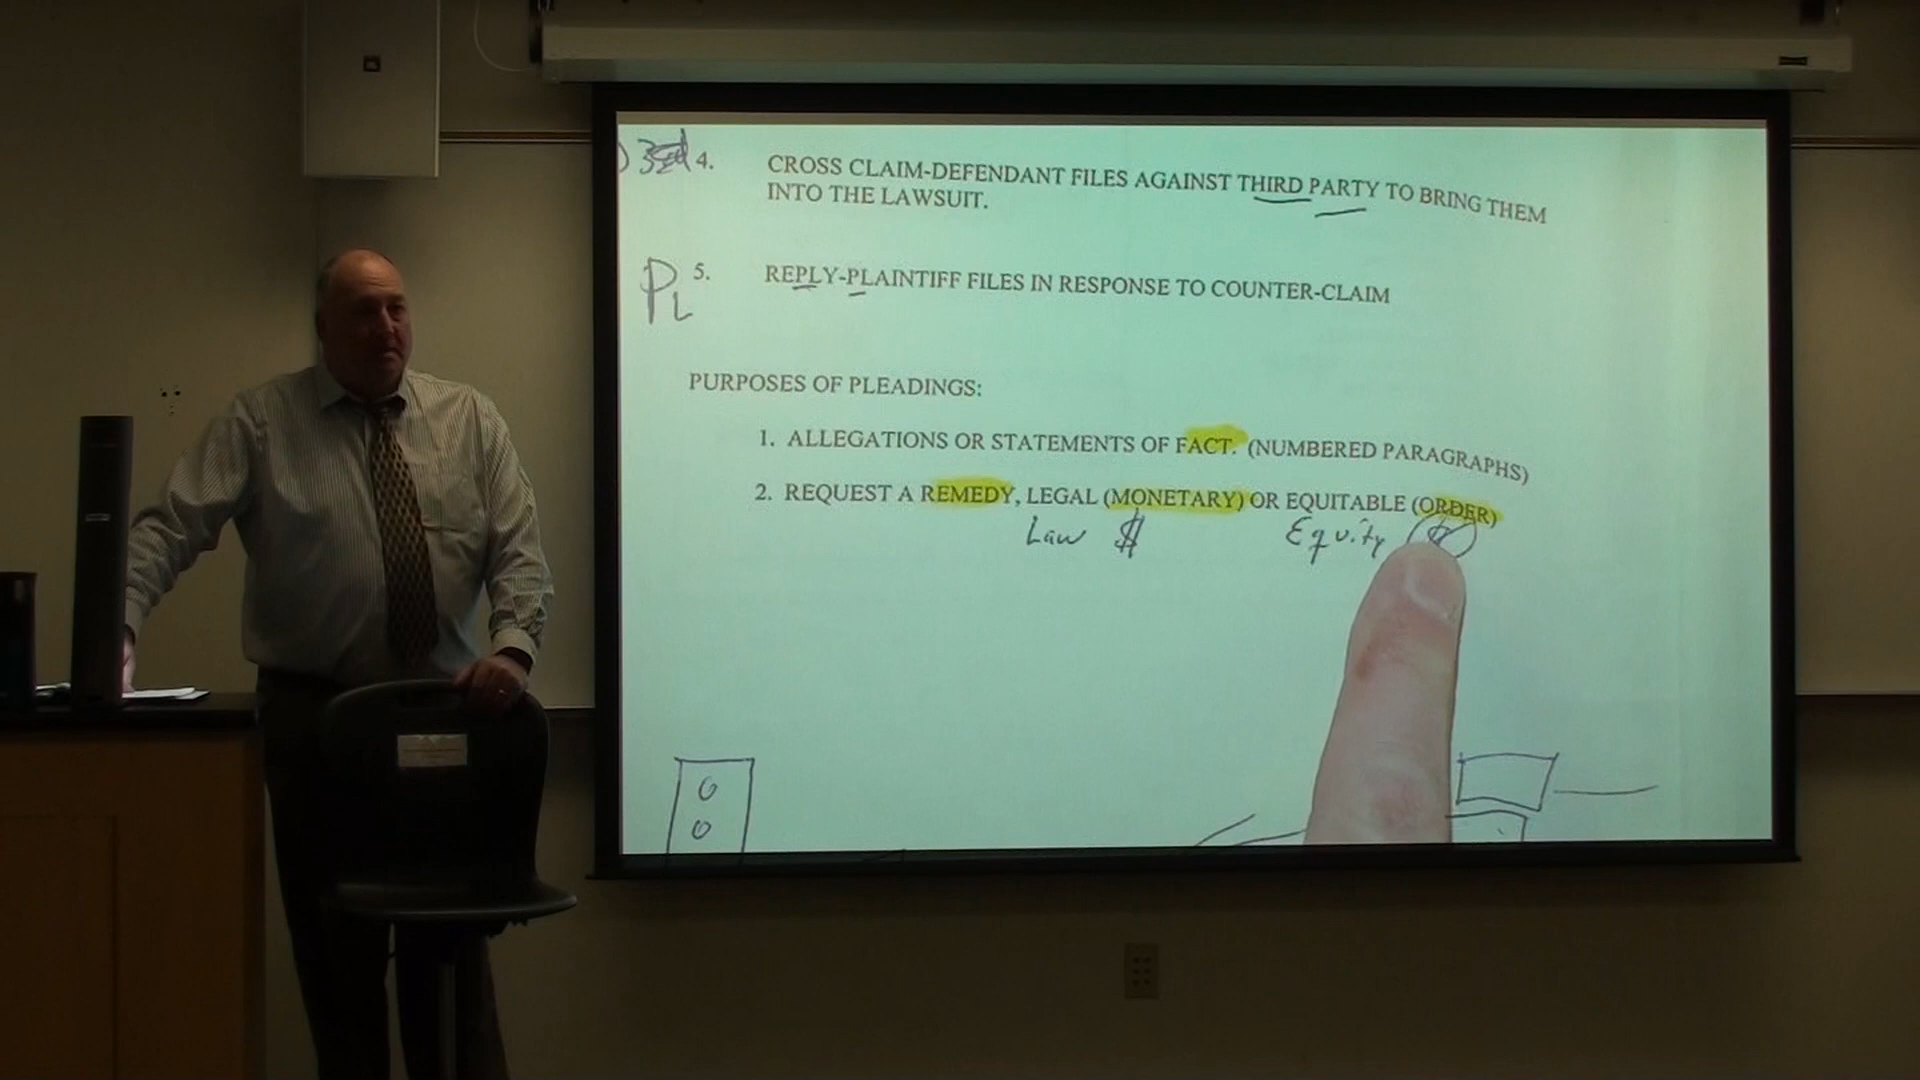 3rd 4. CROSS CLAIM-DEFENDANT FILES AGAINST THIRD PARTY TO BRING THEM
INTO THE LAWSUIT.
PL 5. REPLY-PLAINTIFF FILES IN RESPONSE TO COUNTER-CLAIM
PURPOSES OF PLEADINGS:
1. ALLEGATIONS OR STATEMENTS OF FACT. (NUMBERED PARAGRAPHS)
2. REQUEST A REMEDY, LEGAL (MONETARY) OR EQUITABLE (ORDER)
Law $ Equity $